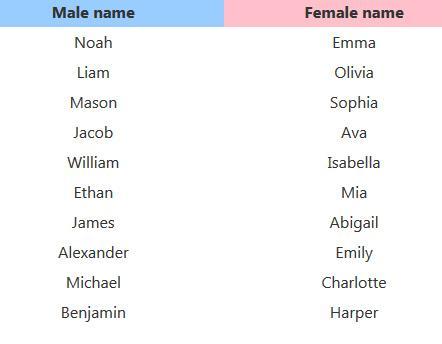 Male name Female name
Noah Emma
Liam Olivia
Mason Sophia
Jacob Ava
William Isabella
Ethan Mia
James Abigail
Alexander Emily
Michael Charlotte
Benjamin Harper